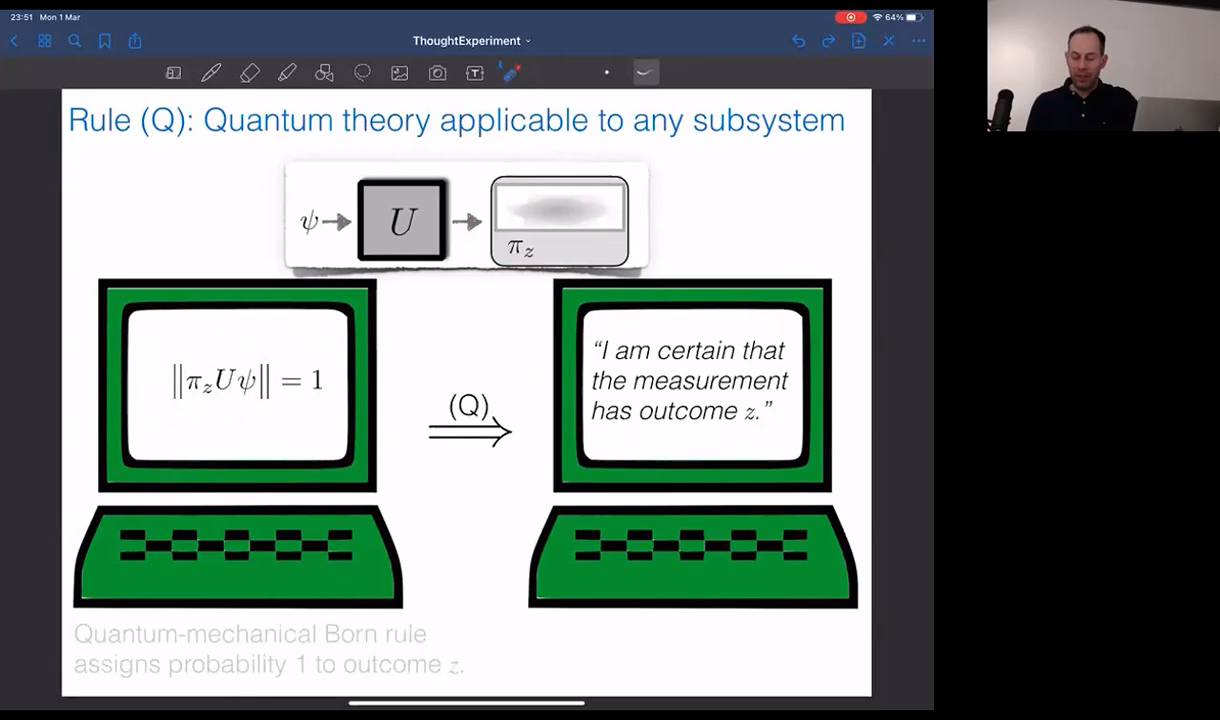 23:51 Mon 1 Mar
64%
ThoughtExperiment
Rule (Q): Quantum theory applicable to any subsystem
ψ
U
π_z
‖π_z Uψ‖ = 1
(Q)
“I am certain that
the measurement
has outcome z.”
Quantum-mechanical Born rule
assigns probability 1 to outcome z.